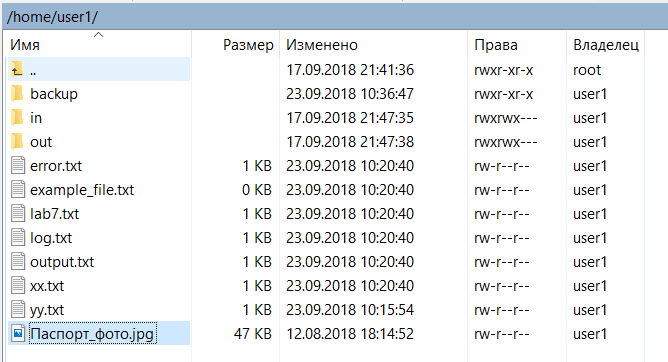 /home/user1/
Имя Размер Изменено Права Владелец
.. 17.09.2018 21:41:36 rwxr-xr-x root
backup 23.09.2018 10:36:47 rwxr-xr-x user1
in 17.09.2018 21:47:35 rwxrwx--- user1
out 17.09.2018 21:47:38 rwxrwx--- user1
error.txt 1 KB 23.09.2018 10:20:40 rw-r--r-- user1
example_file.txt 0 KB 23.09.2018 10:20:40 rw-r--r-- user1
lab7.txt 1 KB 23.09.2018 10:20:40 rw-r--r-- user1
log.txt 1 KB 23.09.2018 10:20:40 rw-r--r-- user1
output.txt 1 KB 23.09.2018 10:20:40 rw-r--r-- user1
xx.txt 1 KB 23.09.2018 10:20:40 rw-r--r-- user1
yy.txt 1 KB 23.09.2018 10:15:54 rw-r--r-- user1
Паспорт_фото.jpg 47 KB 12.08.2018 18:14:52 rw-r--r-- user1